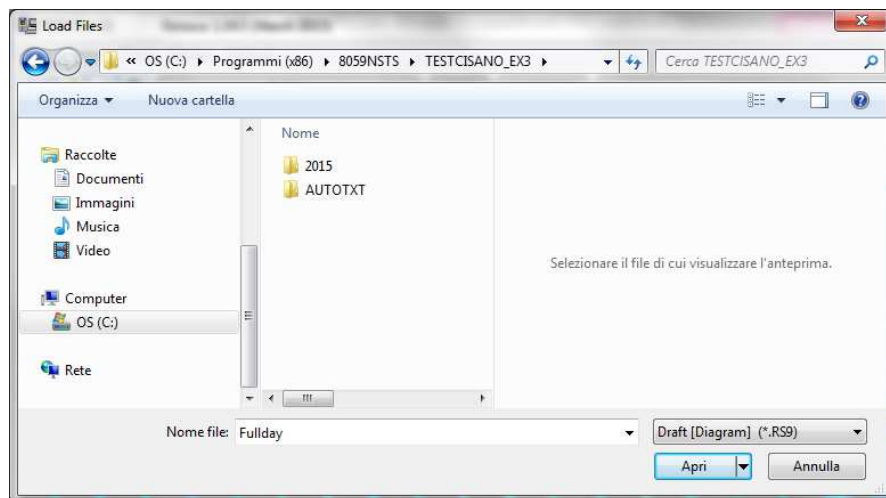 Load Files
« OS (C:) ▸ Programmi (x86) ▸ 8059NSTS ▸ TESTCISANO_EX3 ▸
Cerca TESTCISANO_EX3
Organizza ▾ Nuova cartella
Nome
Raccolte
Documenti
Immagini
Musica
Video
Computer
OS (C:)
Rete
2015
AUTOTXT
Selezionare il file di cui visualizzare l'anteprima.
Nome file: Fullday
Draft [Diagram] (*.RS9)
Apri
Annulla